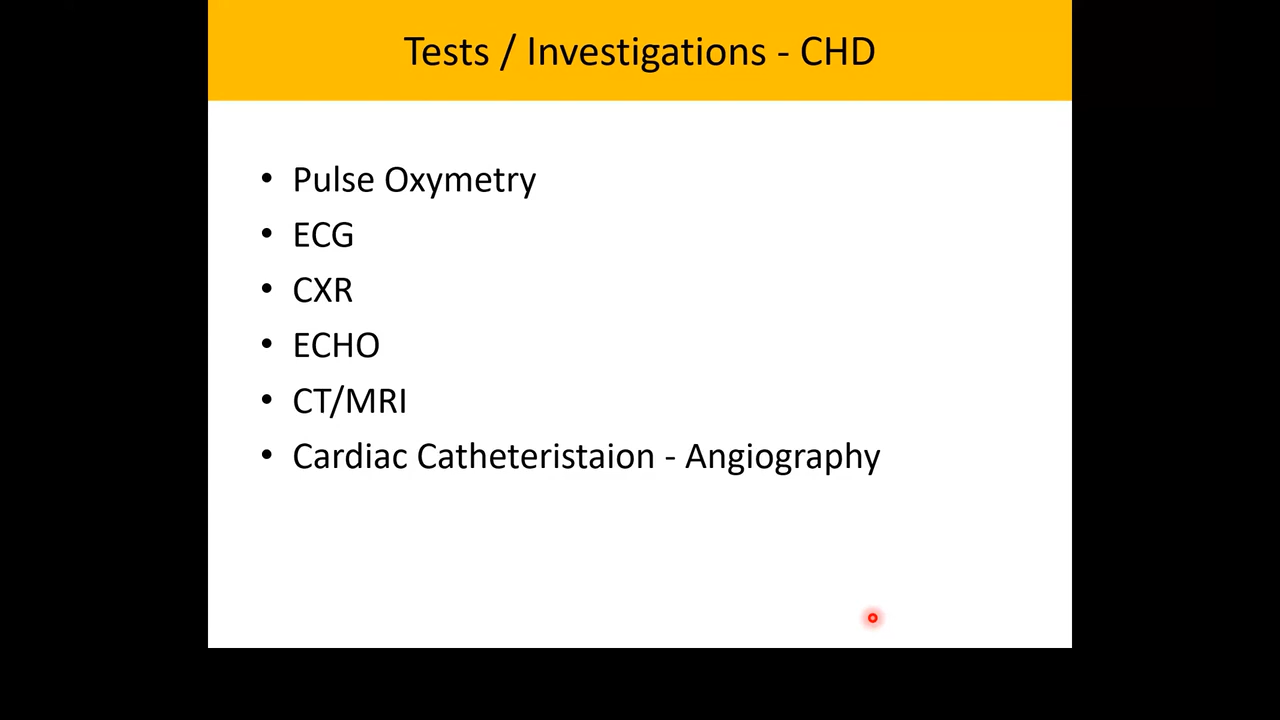 Tests / Investigations - CHD
• Pulse Oxymetry
• ECG
• CXR
• ECHO
• CT/MRI
• Cardiac Catheteristaion - Angiography